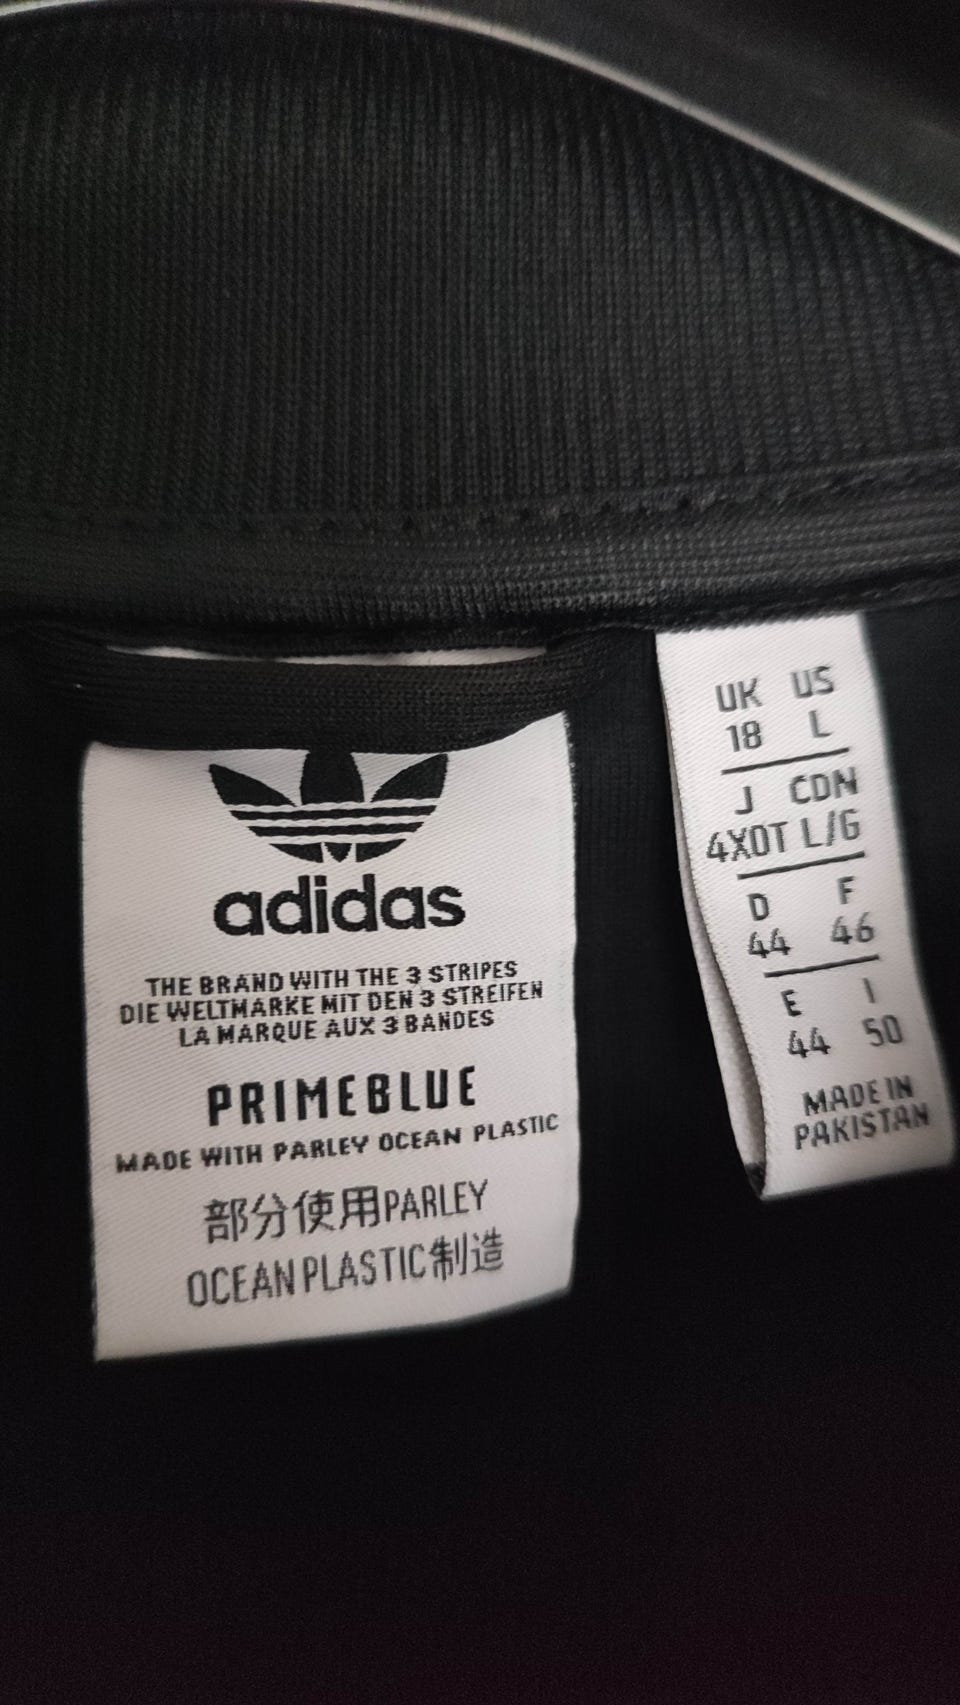 adidas
THE BRAND WITH THE 3 STRIPES
DIE WELTMARKE MIT DEN 3 STREIFEN
LA MARQUE AUX 3 BANDES
PRIMEBLUE
MADE WITH PARLEY OCEAN PLASTIC
部分使用PARLEY
OCEAN PLASTIC制造
UK US
18 L
J CDN
4XOT L/G
D F
44 46
E I
44 50
MADE IN
PAKISTAN